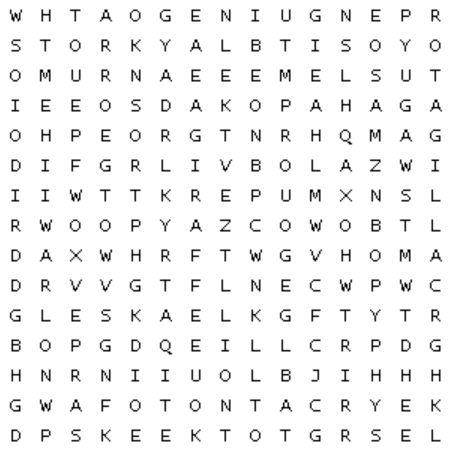 W H T A O G E N I U G N E P R
S T O R K Y A L B T I S O Y O
O M U R N A E E E M E L S U T
I E E O S D A K O P A H A G A
O H P E O R G T N R H Q M A G
D I F G R L I V B O L A Z W I
I I W T T K R E P U M X N S L
R W O O P Y A Z C O W O B T L
D A X W H R F T W G V H O M A
D R V V G T F L N E C W P W C
G L E S K A E L K G F T Y T R
B O P G D Q E I L L C R P D G
H N R N I I U O L B J I H H H
G W A F O T O N T A C R Y E K
D P S K E E K T O T G R S E L